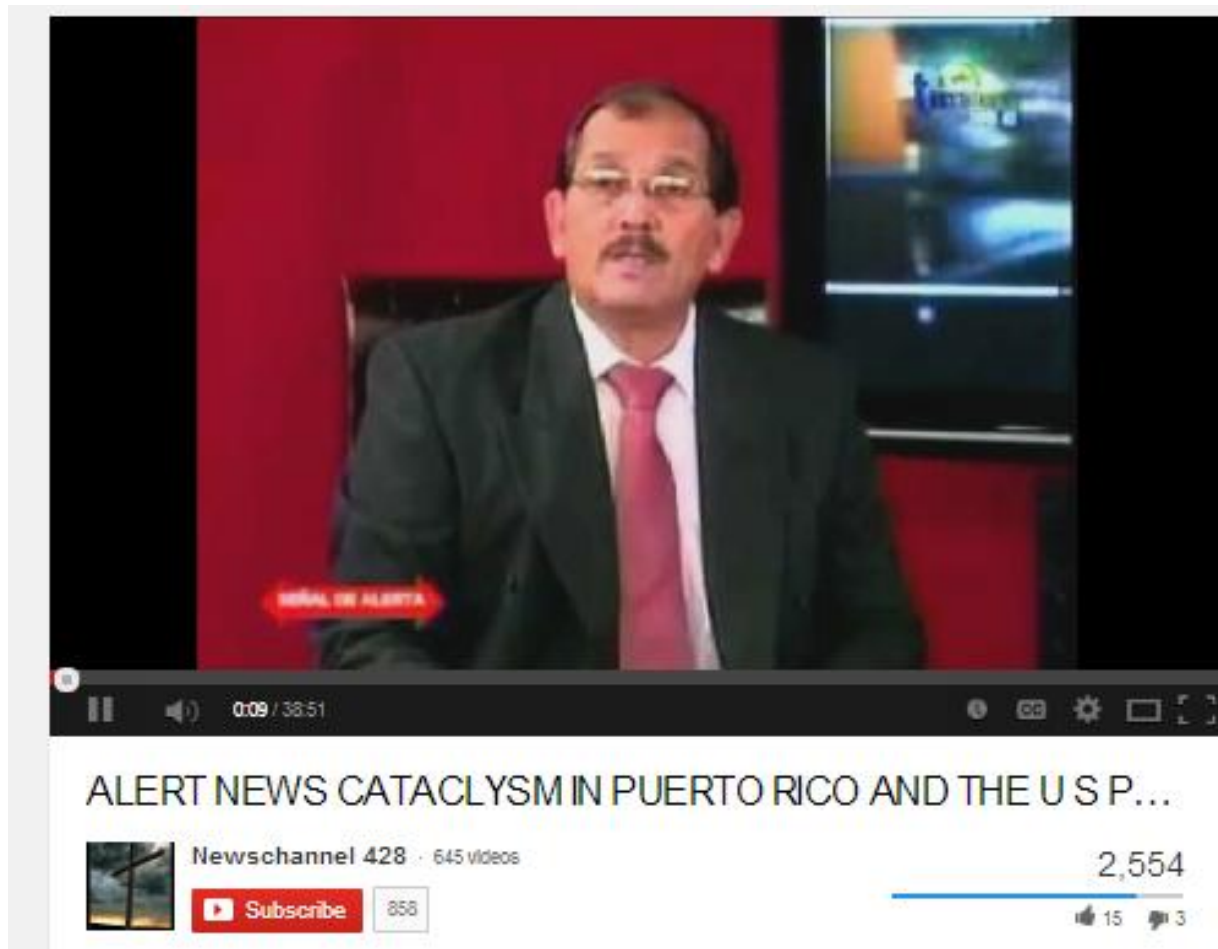 SEÑAL DE ALERTA
0:09 / 38:51
CC
ALERT NEWS CATACLYSM IN PUERTO RICO AND THE U S P...
Newschannel 428 · 645 videos
Subscribe 858
2,554
15 3